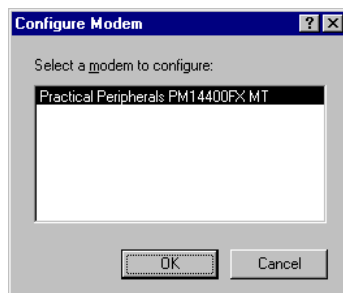 Configure Modem
Select a modem to configure:
Practical Peripherals PM14400FX MT
OK
Cancel